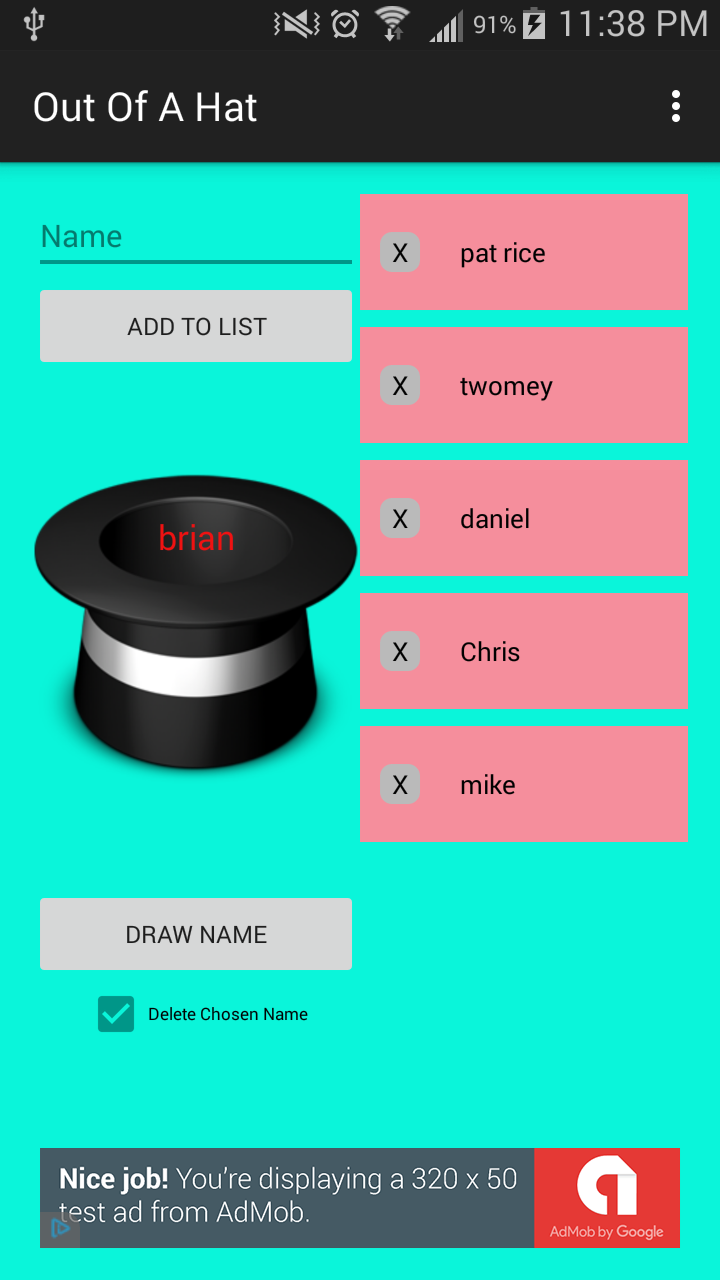 91% 11:38 PM
Out Of A Hat
Name
ADD TO LIST
brian
DRAW NAME
Delete Chosen Name
X pat rice
X twomey
X daniel
X Chris
X mike
Nice job! You're displaying a 320 x 50
test ad from AdMob.
AdMob by Google